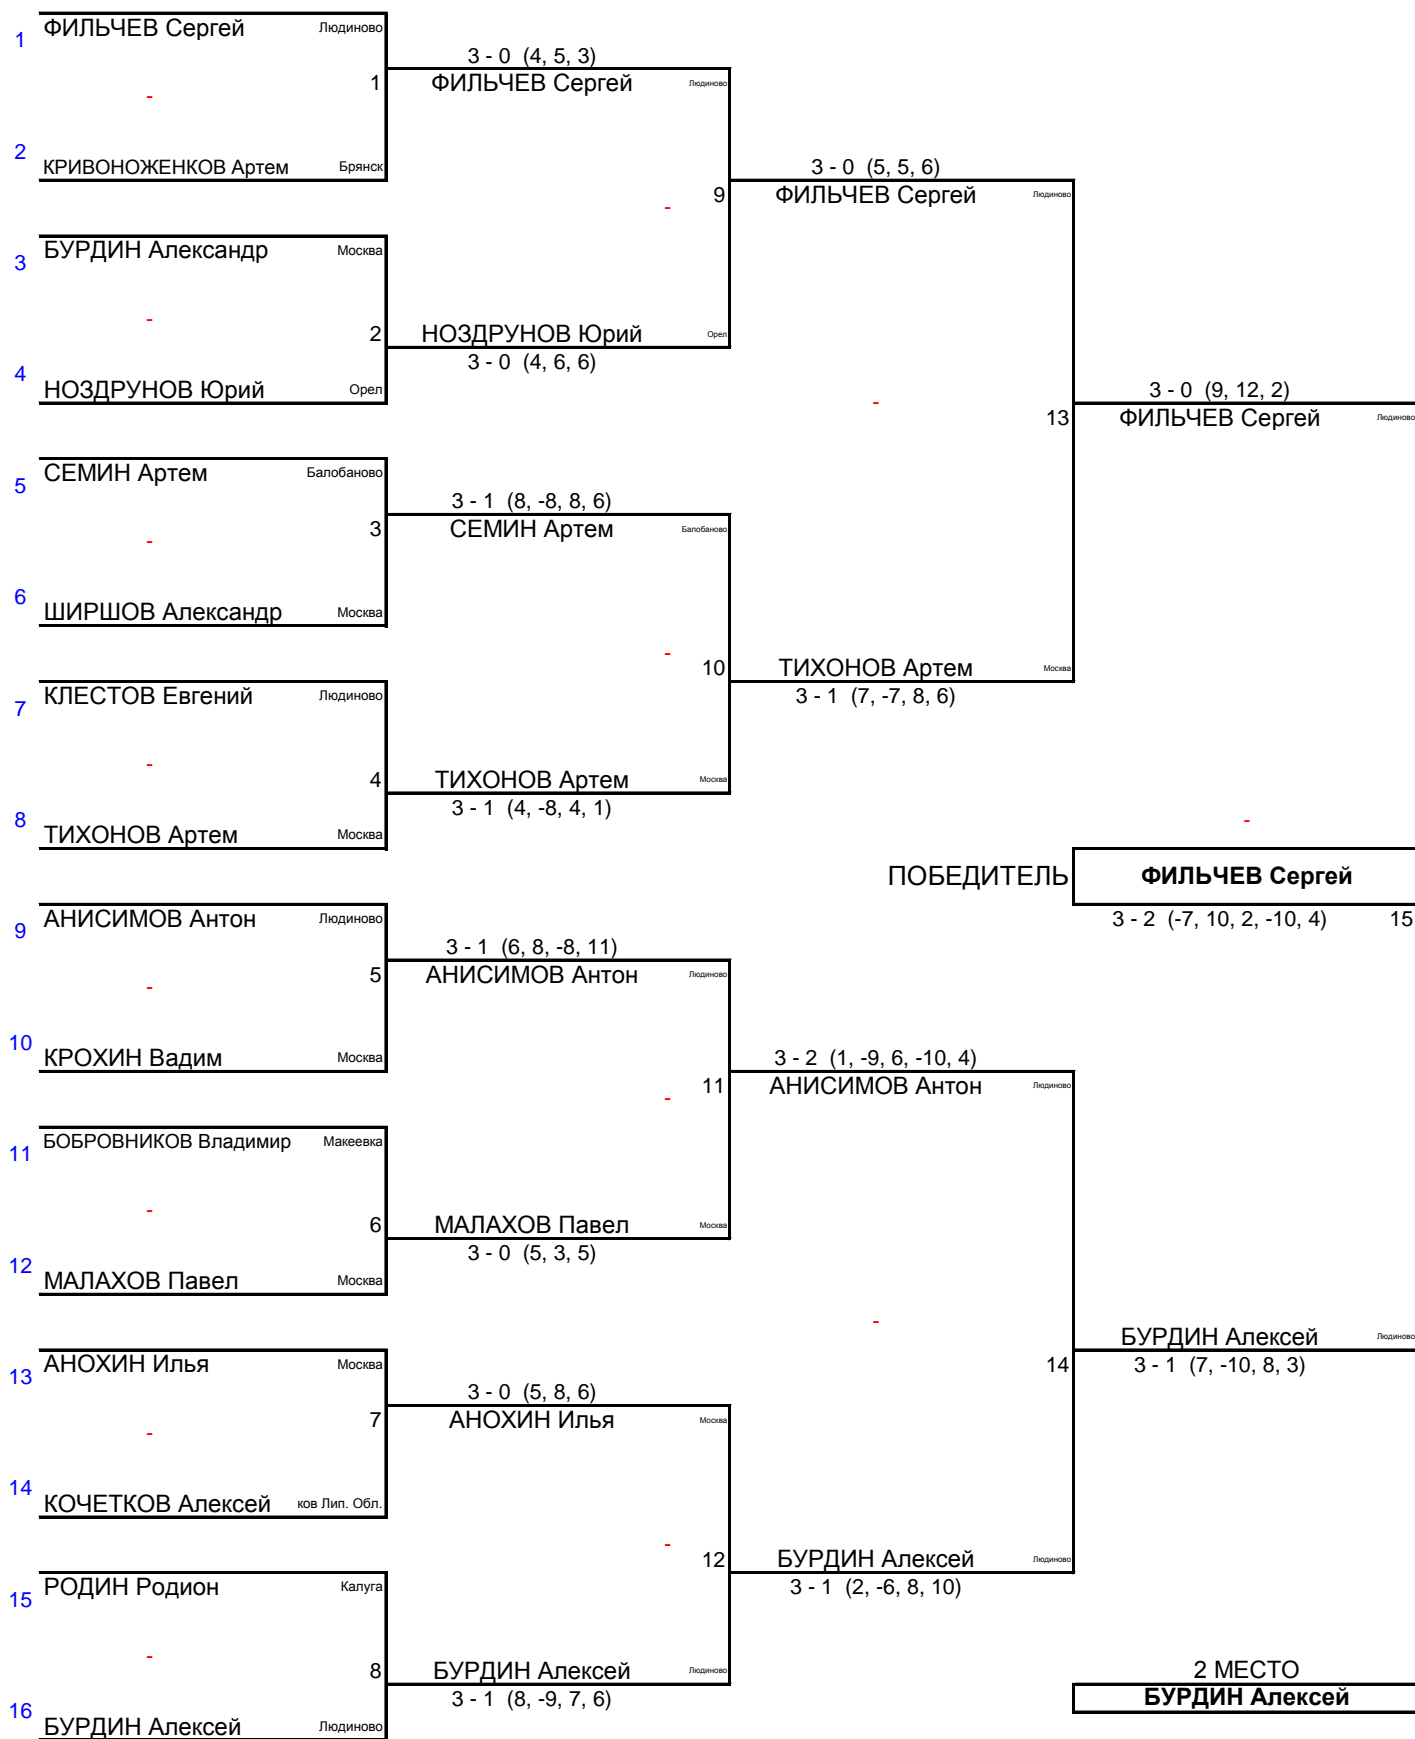 1 ФИЛЬЧЕВ Сергей Людиново
3 - 0 (4, 5, 3)
- 1 ФИЛЬЧЕВ Сергей Людиново
2 КРИВОНОЖЕНКОВ Артем Брянск
3 - 0 (5, 5, 6)
- 9 ФИЛЬЧЕВ Сергей Людиново
3 БУРДИН Александр Москва
- 2 НОЗДРУНОВ Юрий Орел
3 - 0 (4, 6, 6)
4 НОЗДРУНОВ Юрий Орел
3 - 0 (9, 12, 2)
- 13 ФИЛЬЧЕВ Сергей Людиново
5 СЕМИН Артем Балобаново
3 - 1 (8, -8, 8, 6)
- 3 СЕМИН Артем Балобаново
6 ШИРШОВ Александр Москва
- 10 ТИХОНОВ Артем Москва
3 - 1 (7, -7, 8, 6)
7 КЛЕСТОВ Евгений Людиново
- 4 ТИХОНОВ Артем Москва
3 - 1 (4, -8, 4, 1)
8 ТИХОНОВ Артем Москва
-
ПОБЕДИТЕЛЬ ФИЛЬЧЕВ Сергей
3 - 2 (-7, 10, 2, -10, 4) 15
9 АНИСИМОВ Антон Людиново
3 - 1 (6, 8, -8, 11)
- 5 АНИСИМОВ Антон Людиново
10 КРОХИН Вадим Москва
3 - 2 (1, -9, 6, -10, 4)
- 11 АНИСИМОВ Антон Людиново
11 БОБРОВНИКОВ Владимир Макеевка
- 6 МАЛАХОВ Павел Москва
3 - 0 (5, 3, 5)
12 МАЛАХОВ Павел Москва
- 14 БУРДИН Алексей Людиново
3 - 1 (7, -10, 8, 3)
13 АНОХИН Илья Москва
3 - 0 (5, 8, 6)
- 7 АНОХИН Илья Москва
14 КОЧЕТКОВ Алексей ков Лип. Обл.
- 12 БУРДИН Алексей Людиново
3 - 1 (2, -6, 8, 10)
15 РОДИН Родион Калуга
- 8 БУРДИН Алексей Людиново
3 - 1 (8, -9, 7, 6)
16 БУРДИН Алексей Людиново
2 МЕСТО
БУРДИН Алексей